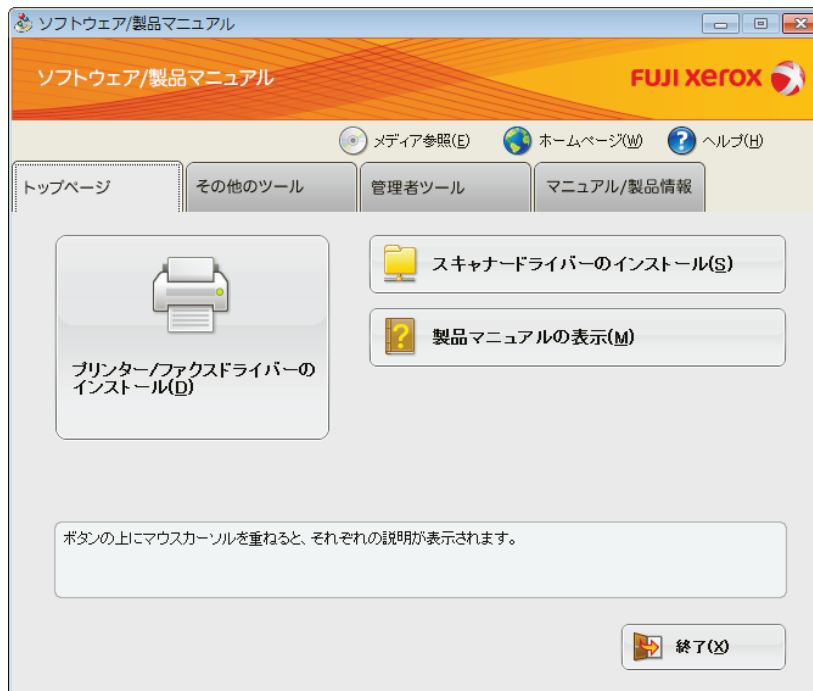 ソフトウェア/製品マニュアル
ソフトウェア/製品マニュアル
FUJI xerox
メディア参照(E)
ホームページ(W)
ヘルプ(H)
トップページ
その他のツール
管理者ツール
マニュアル/製品情報
プリンター/ファクスドライバーの
インストール(D)
スキャナードライバーのインストール(S)
製品マニュアルの表示(M)
ボタンの上にマウスカーソルを重ねると、それぞれの説明が表示されます。
終了(X)